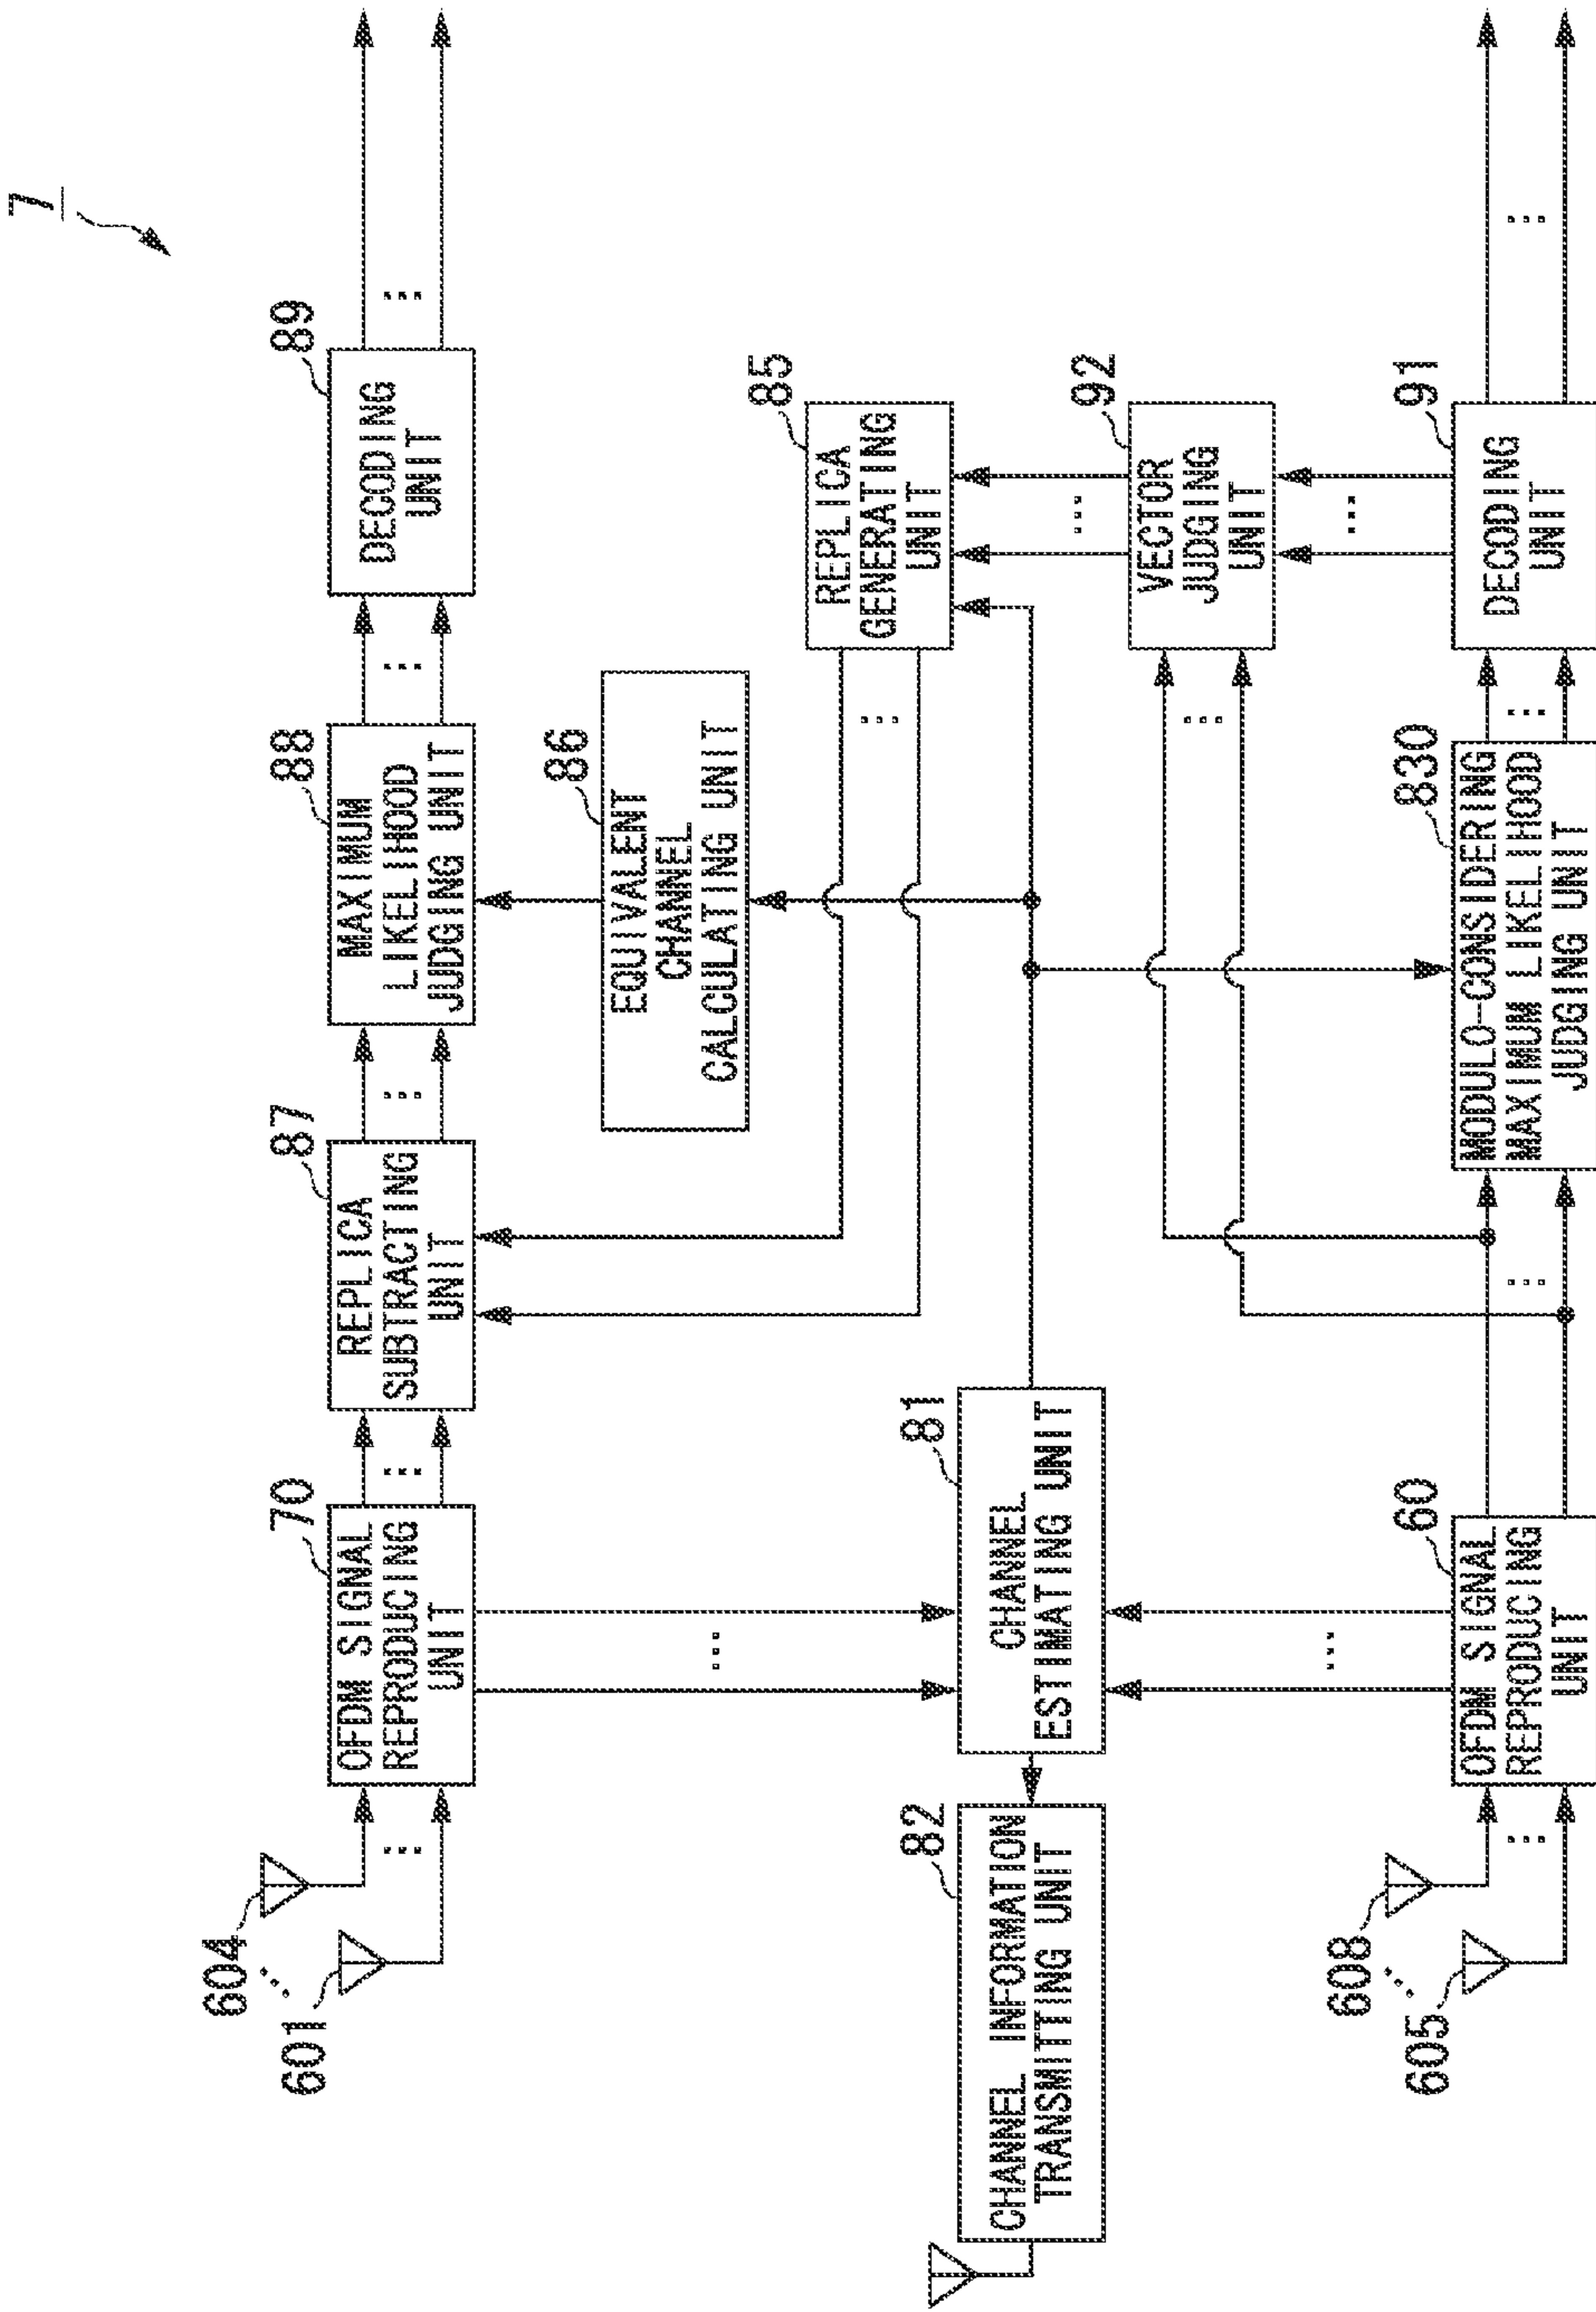 7
604
601
OFDM SIGNAL
REPRODUCING
UNIT
70
REPLICA
SUBTRACTING
UNIT
87
MAXIMUM
LIKELIHOOD
JUDGING UNIT
88
DECODING
UNIT
89
EQUIVALENT
CHANNEL
CALCULATING UNIT
86
REPLICA
GENERATING
UNIT
85
CHANNEL INFORMATION
TRANSMITTING UNIT
82
CHANNEL
ESTIMATING UNIT
81
VECTOR
JUDGING
UNIT
92
608
605
OFDM SIGNAL
REPRODUCING
UNIT
60
MODULO-CONSIDERING
MAXIMUM LIKELIHOOD
JUDGING UNIT
830
DECODING
UNIT
91